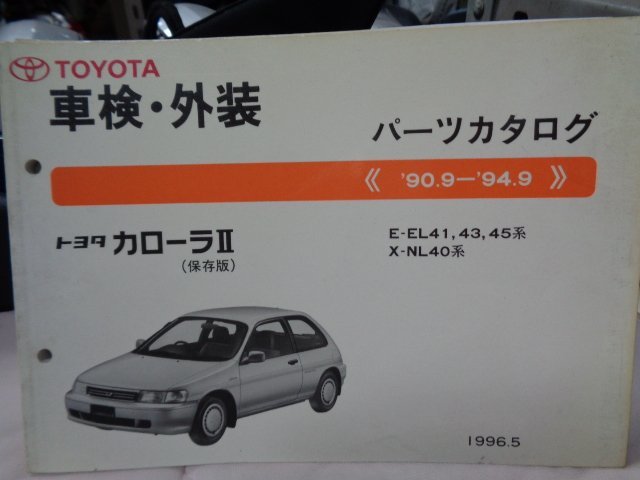 TOYOTA
車検・外装
パーツカタログ
《 '90.9—'94.9 》
トヨタ カローラII
(保存版)
E-EL41, 43, 45系
X-NL40系
1996.5